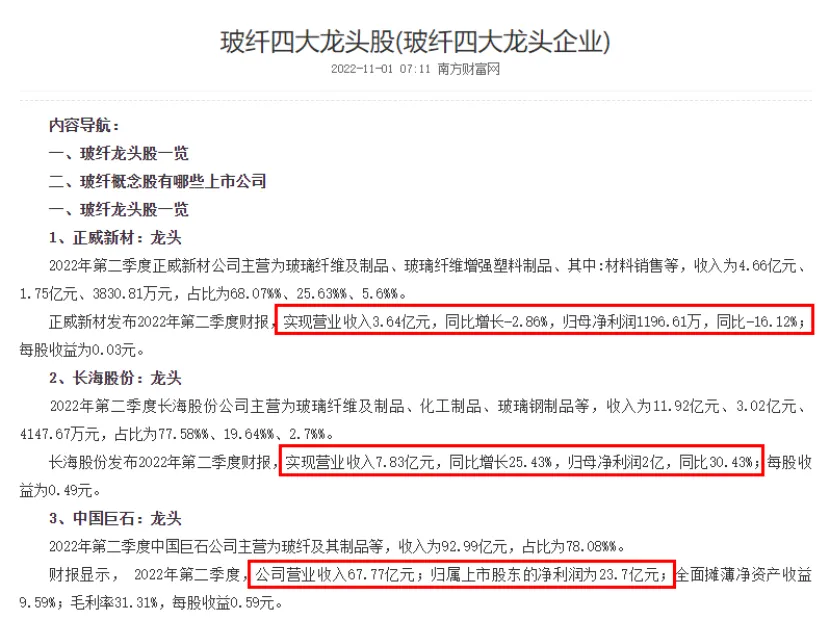 玻纤四大龙头股(玻纤四大龙头企业)
2022-11-01 07:11 南方财富网
内容导航：
一、玻纤龙头股一览
二、玻纤概念股有哪些上市公司
一、玻纤龙头股一览
1、正威新材：龙头
2022年第二季度正威新材公司主营为玻璃纤维及制品、玻璃纤维增强塑料制品、其中:材料销售等，收入为4.66亿元、
1.75亿元、3830.81万元，占比为68.07%%、25.63%%、5.6%%。
正威新材发布2022年第二季度财报，实现营业收入3.64亿元，同比增长-2.86%，归母净利润1196.61万，同比-16.12%；
每股收益为0.03元。
2、长海股份：龙头
2022年第二季度长海股份公司主营为玻璃纤维及制品、化工制品、玻璃钢制品等，收入为11.92亿元、3.02亿元、
4147.67万元，占比为77.58%%、19.64%%、2.7%%。
长海股份发布2022年第二季度财报，实现营业收入7.83亿元，同比增长25.43%，归母净利润2亿，同比30.43%；每股收
益为0.49元。
3、中国巨石：龙头
2022年第二季度中国巨石公司主营为玻纤及其制品等，收入为92.99亿元，占比为78.08%%。
财报显示， 2022年第二季度，公司营业收入67.77亿元；归属上市股东的净利润为23.7亿元；全面摊薄净资产收益
9.59%；毛利率31.31%，每股收益0.59元。